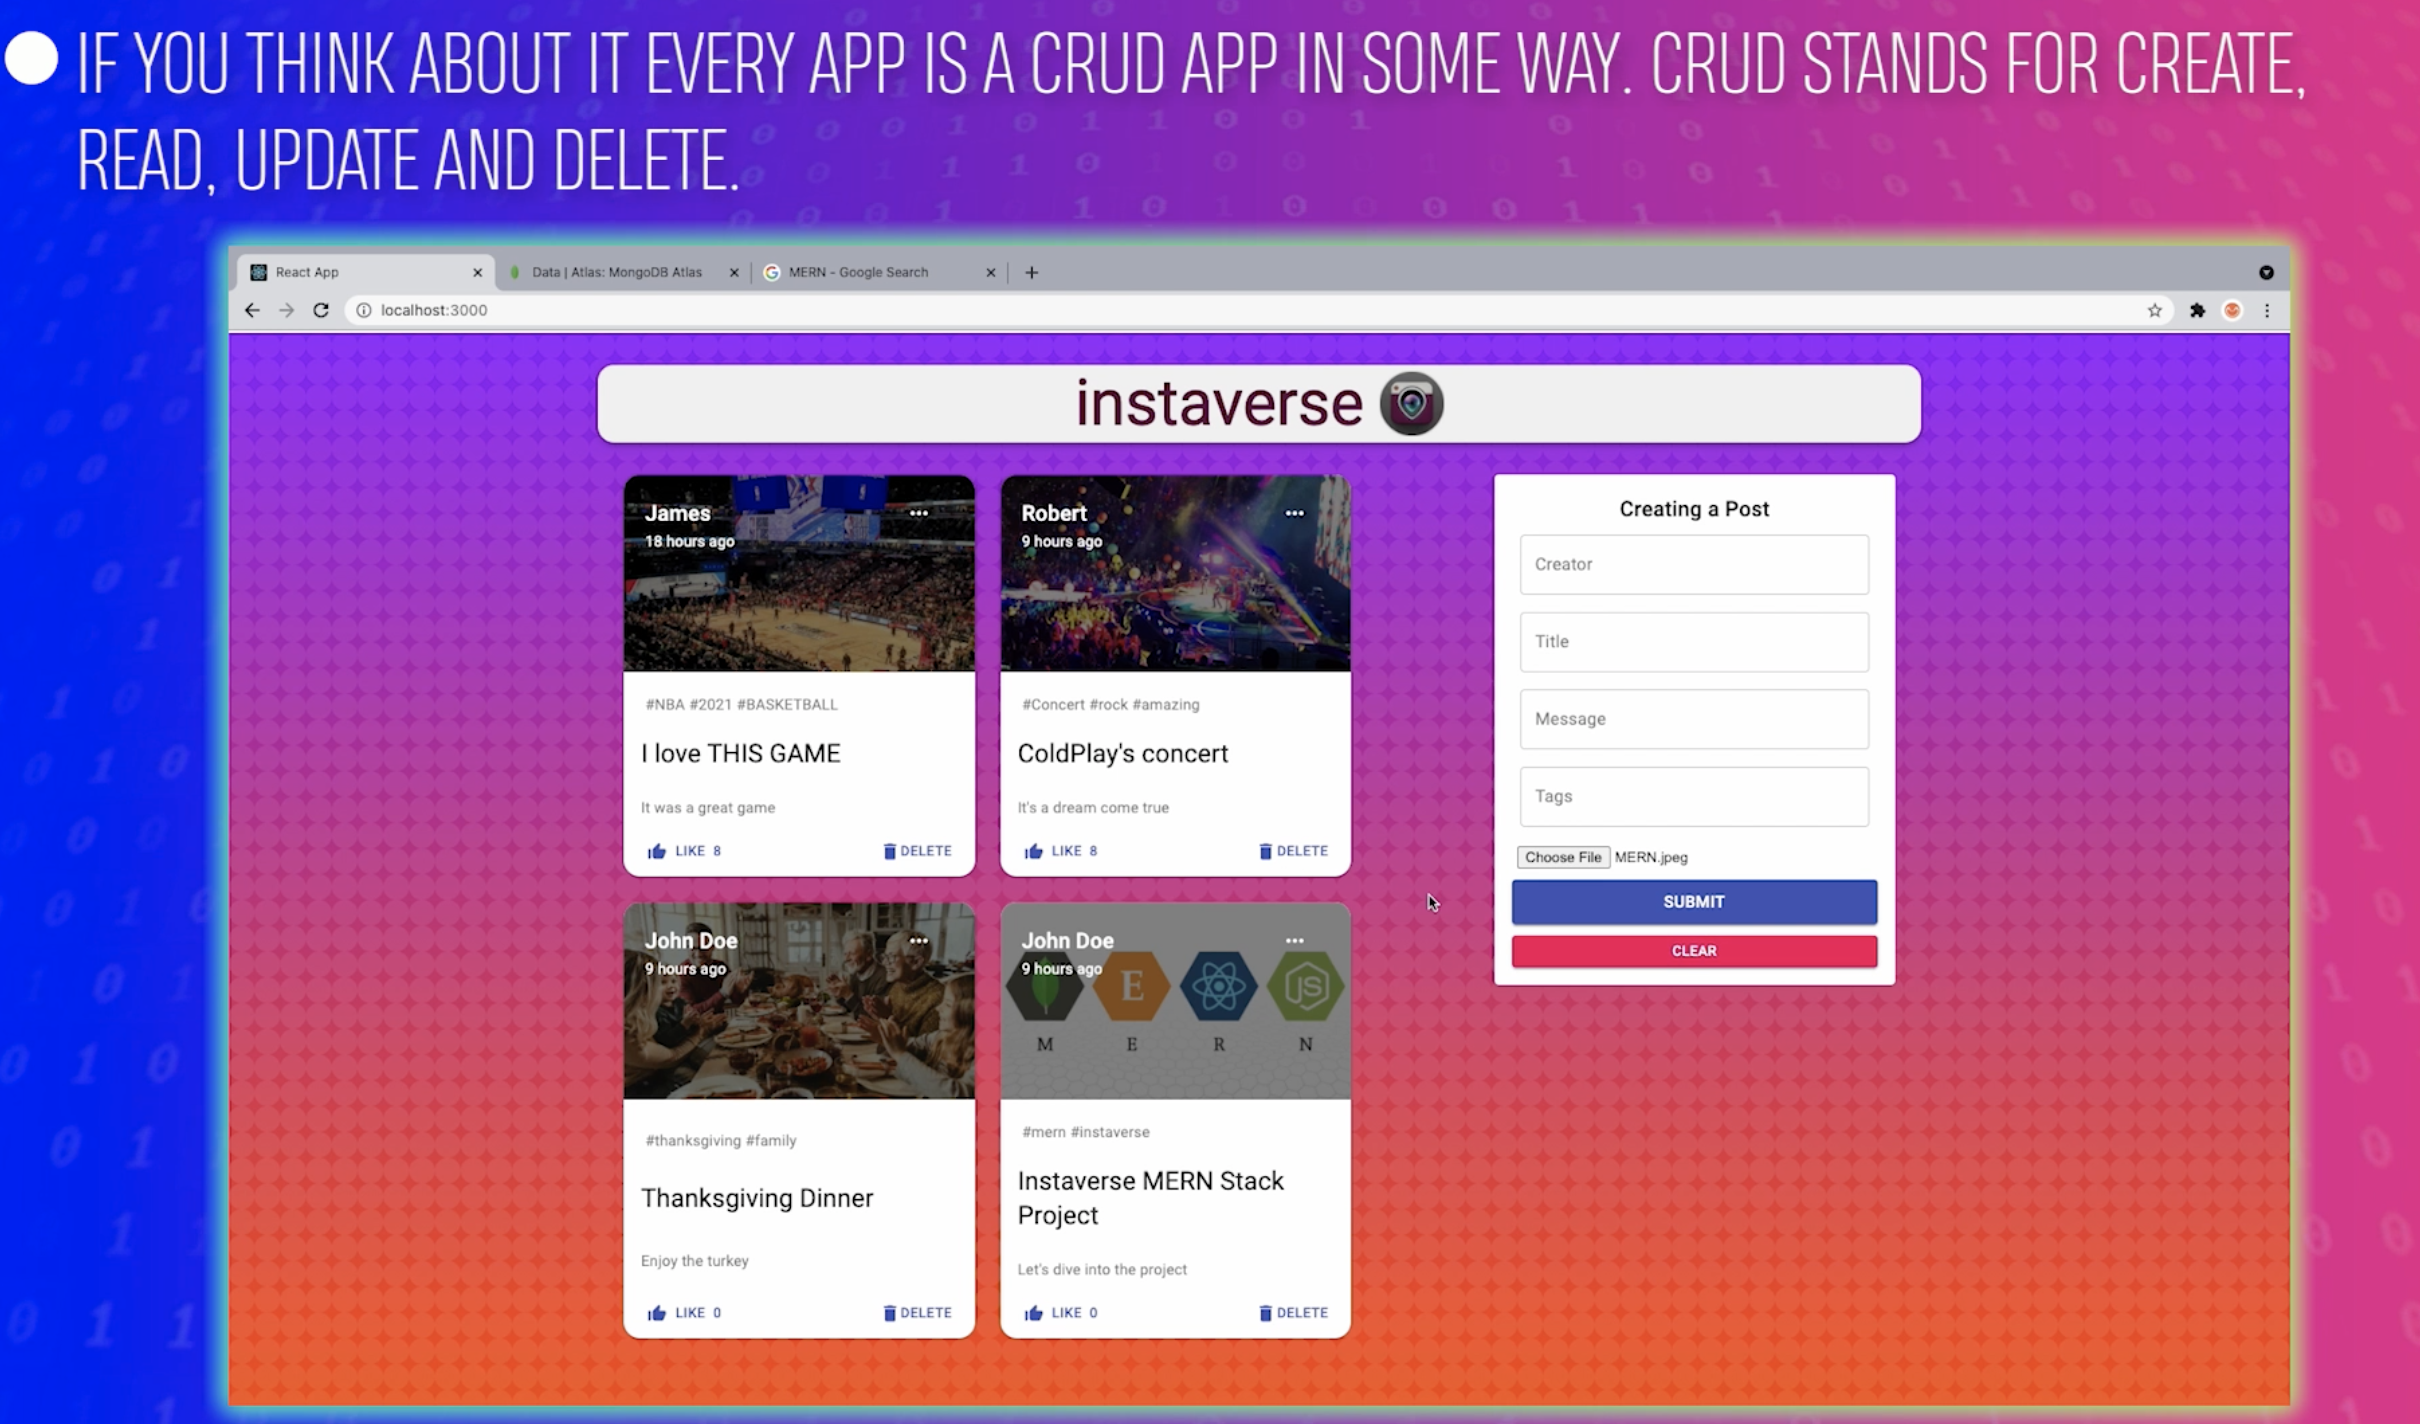 IF YOU THINK ABOUT IT EVERY APP IS A CRUD APP IN SOME WAY. CRUD STANDS FOR CREATE,
READ, UPDATE AND DELETE.
React App
Data | Atlas: MongoDB Atlas
MERN - Google Search
localhost:3000
instaverse
James
18 hours ago
#NBA #2021 #BASKETBALL
I love THIS GAME
It was a great game
LIKE 8
DELETE
Robert
9 hours ago
#Concert #rock #amazing
ColdPlay's concert
It's a dream come true
LIKE 8
DELETE
John Doe
9 hours ago
#thanksgiving #family
Thanksgiving Dinner
Enjoy the turkey
LIKE 0
DELETE
John Doe
9 hours ago
E
JS
M E R N
#mern #instaverse
Instaverse MERN Stack
Project
Let's dive into the project
LIKE 0
DELETE
Creating a Post
Creator
Title
Message
Tags
Choose File MERN.jpeg
SUBMIT
CLEAR